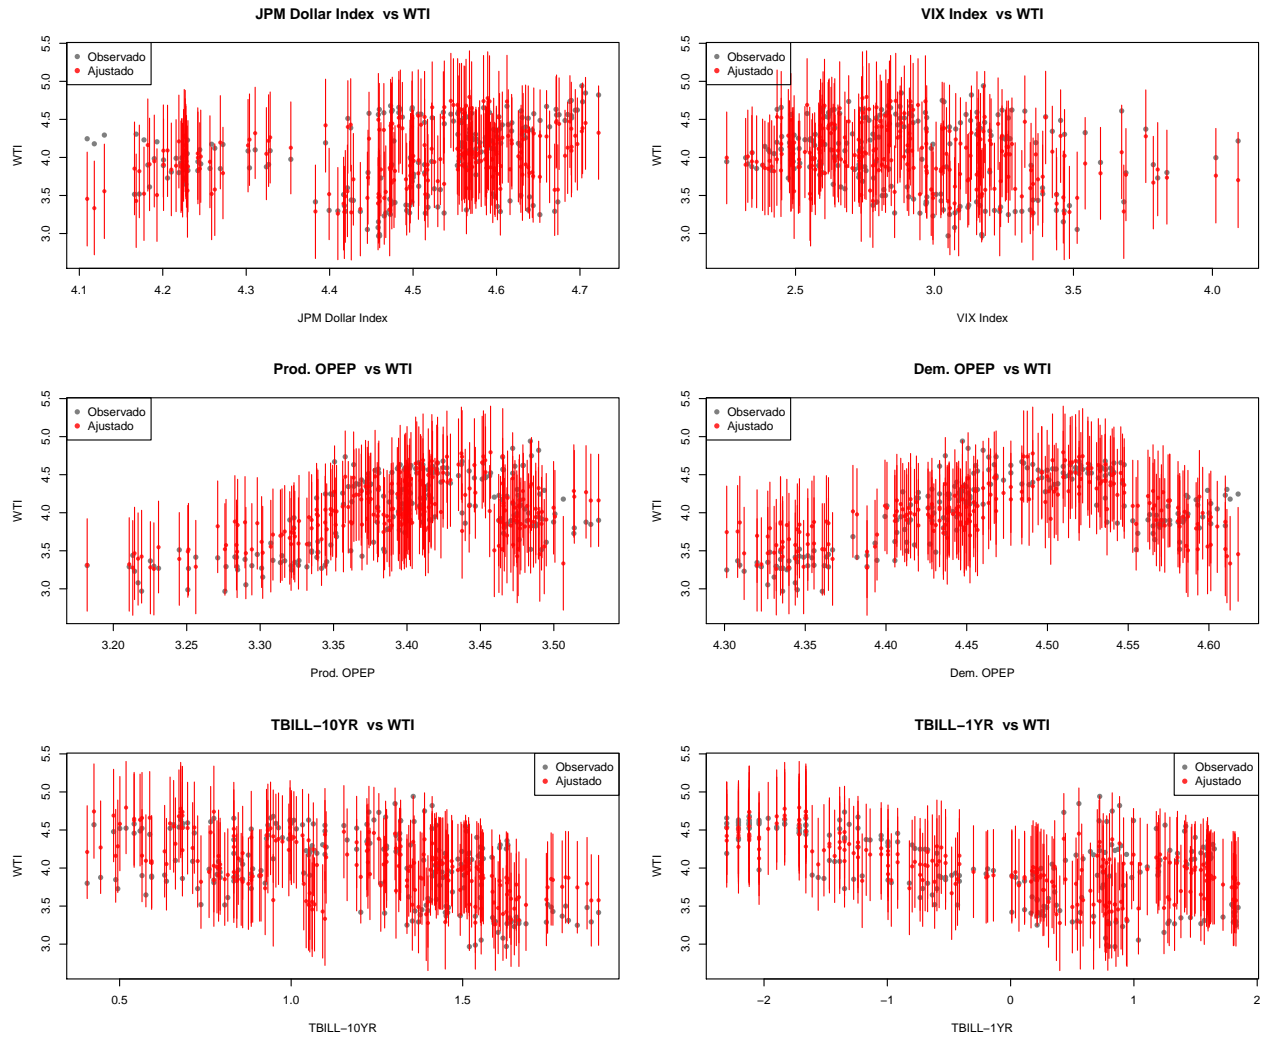 JPM Dollar Index vs WTI
Observado
Ajustado
WTI
5.5
5.0
4.5
4.0
3.5
3.0
4.1 4.2 4.3 4.4 4.5 4.6 4.7
JPM Dollar Index
VIX Index vs WTI
Observado
Ajustado
WTI
5.5
5.0
4.5
4.0
3.5
3.0
2.5 3.0 3.5 4.0
VIX Index
Prod. OPEP vs WTI
Observado
Ajustado
WTI
5.5
5.0
4.5
4.0
3.5
3.0
3.20 3.25 3.30 3.35 3.40 3.45 3.50
Prod. OPEP
Dem. OPEP vs WTI
Observado
Ajustado
WTI
5.5
5.0
4.5
4.0
3.5
3.0
4.30 4.35 4.40 4.45 4.50 4.55 4.60
Dem. OPEP
TBILL−10YR vs WTI
Observado
Ajustado
WTI
5.5
5.0
4.5
4.0
3.5
3.0
0.5 1.0 1.5
TBILL−10YR
TBILL−1YR vs WTI
Observado
Ajustado
WTI
5.5
5.0
4.5
4.0
3.5
3.0
−2 −1 0 1 2
TBILL−1YR